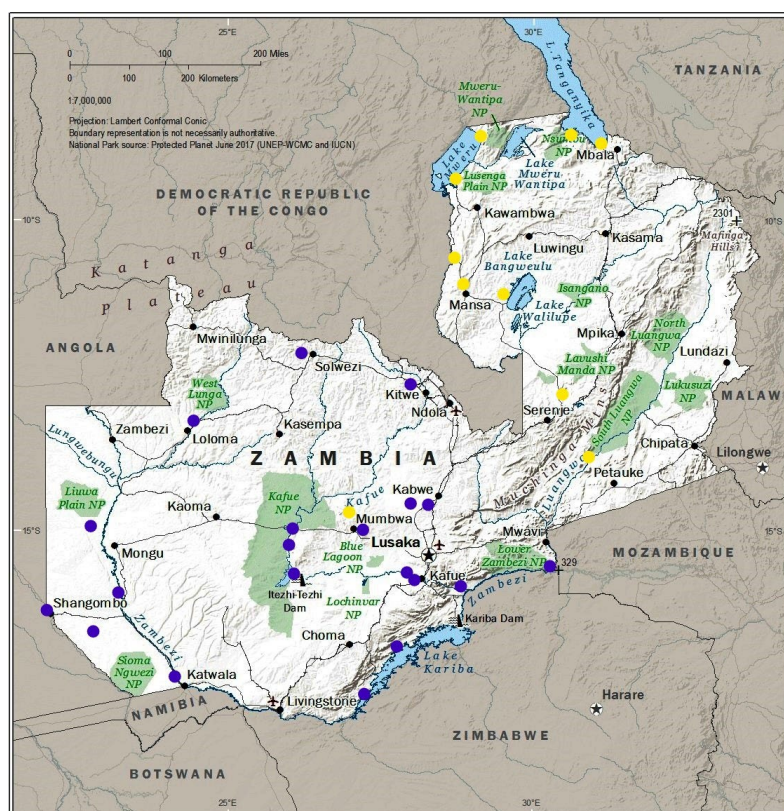 25°E
30°E
0 100 200 Miles
0 100 200 Kilometers
1:7,000,000
Projection: Lambert Conformal Conic
Boundary representation is not necessarily authoritative.
National Park source: Protected Planet June 2017 (UNEP-WCMC and IUCN)
L. Tanganyika
TANZANIA
Mweru-
Wantipa
NP
Nsumbu
NP
Mbala
Lake
Mweru
Lake
Mweru
Wantipa
Lusenga
Plain NP
DEMOCRATIC REPUBLIC
OF THE CONGO
Kawambwa
10°S
2301
10°S
Mafinga
Hills
Luwingu
Kasama
Katanga
Plateau
Lake
Bangweulu
Isangano
NP
Mansa
Lake
Walilupe
Mwinilunga
Mpika
North
Luangwa
NP
ANGOLA
Solwezi
Lavushi
Manda NP
Lundazi
West
Lunga
NP
Kitwe
Lukusuzi
NP
MALAW
Ndola
Serenje
South Luangwa
NP
Zambezi
Loloma
Kasempa
Muchinga Mtns
Lungwebungu
ZAMBIA
Chipata
Lilongwe
Luangwa
Petauke
Liuwa
Plain NP
Kaoma
Kafue
NP
Kafue
Kabwe
15°S
Mumbwa
Mwavi
15°S
Mongu
Blue
Lagoon
NP
Lusaka
Lower
Zambezi NP
MOZAMBIQUE
329
Kafue
Zambezi
Itezhi-Tezhi
Dam
Shangombo
Lochinvar
NP
Kariba Dam
Zambezi
Choma
Sioma
Ngwezi
NP
Lake
Kariba
Katwala
Livingstone
Harare
NAMIBIA
ZIMBABWE
BOTSWANA
25°E
30°E